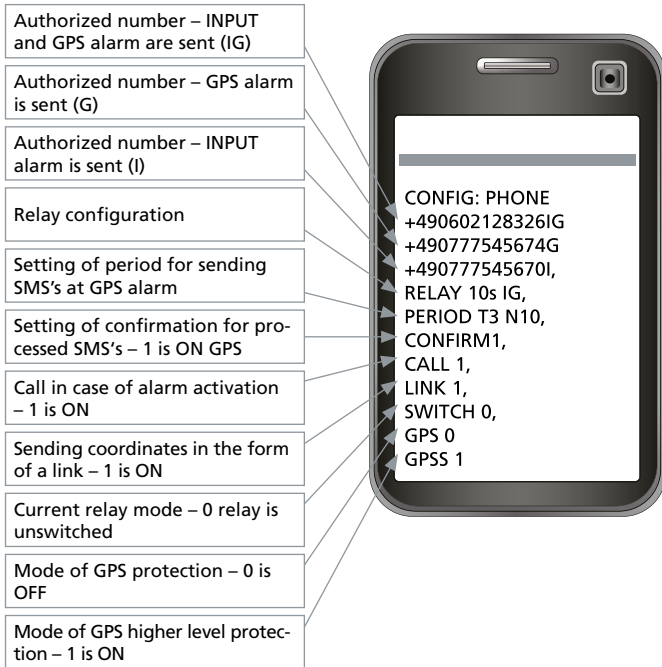 Authorized number – INPUT
and GPS alarm are sent (IG)
Authorized number – GPS alarm
is sent (G)
Authorized number – INPUT
alarm is sent (I)
Relay configuration
Setting of period for sending
SMS's at GPS alarm
Setting of confirmation for pro-
cessed SMS's – 1 is ON GPS
Call in case of alarm activation
– 1 is ON
Sending coordinates in the form
of a link – 1 is ON
Current relay mode – 0 relay is
unswitched
Mode of GPS protection – 0 is
OFF
Mode of GPS higher level protec-
tion – 1 is ON
CONFIG: PHONE
+490602128326IG
+490777545674G
+490777545670I,
RELAY 10s IG,
PERIOD T3 N10,
CONFIRM1,
CALL 1,
LINK 1,
SWITCH 0,
GPS 0
GPSS 1